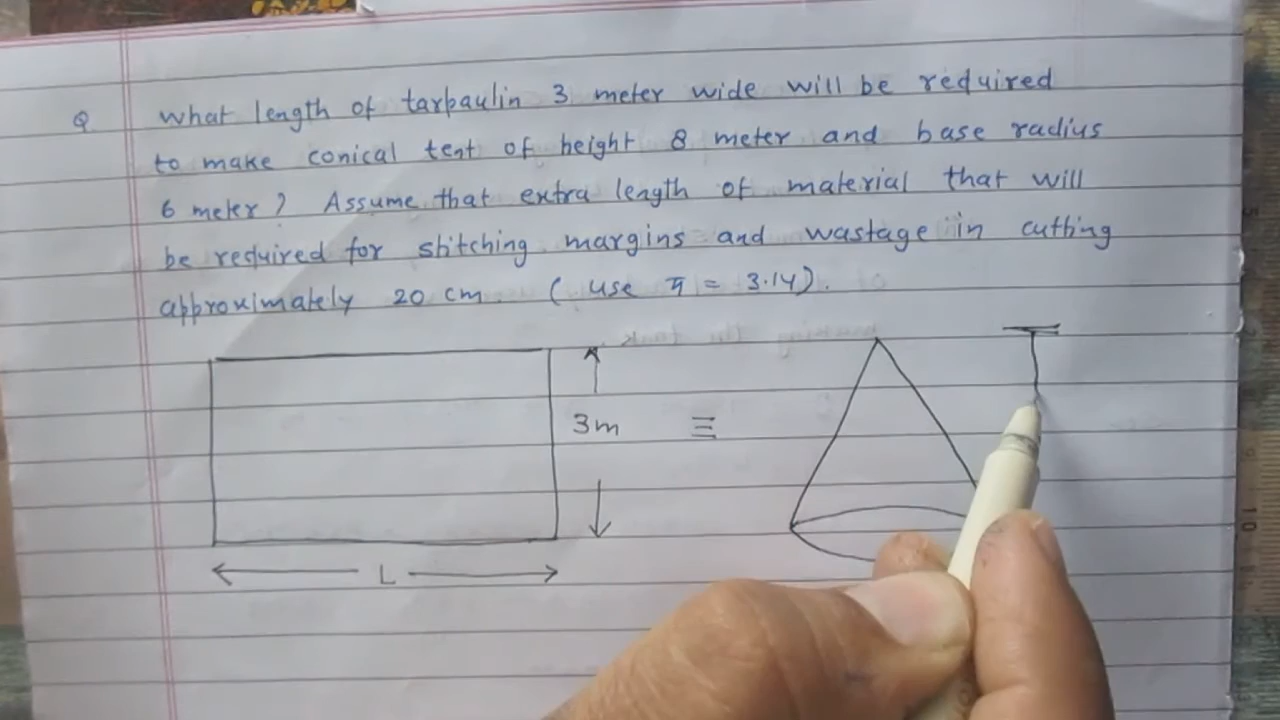 Q What length of tarpaulin 3 meter wide will be required
to make conical tent of height 8 meter and base radius
6 meter? Assume that extra length of material that will
be required for stitching margins and wastage in cutting
approximately 20 cm. (use π = 3.14).
3m ≡
L